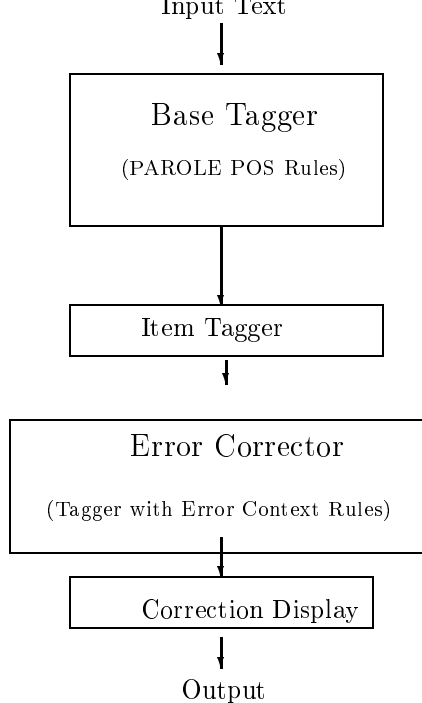 Input Text
Base Tagger
(PAROLE POS Rules)
Item Tagger
Error Corrector
(Tagger with Error Context Rules)
Correction Display
Output